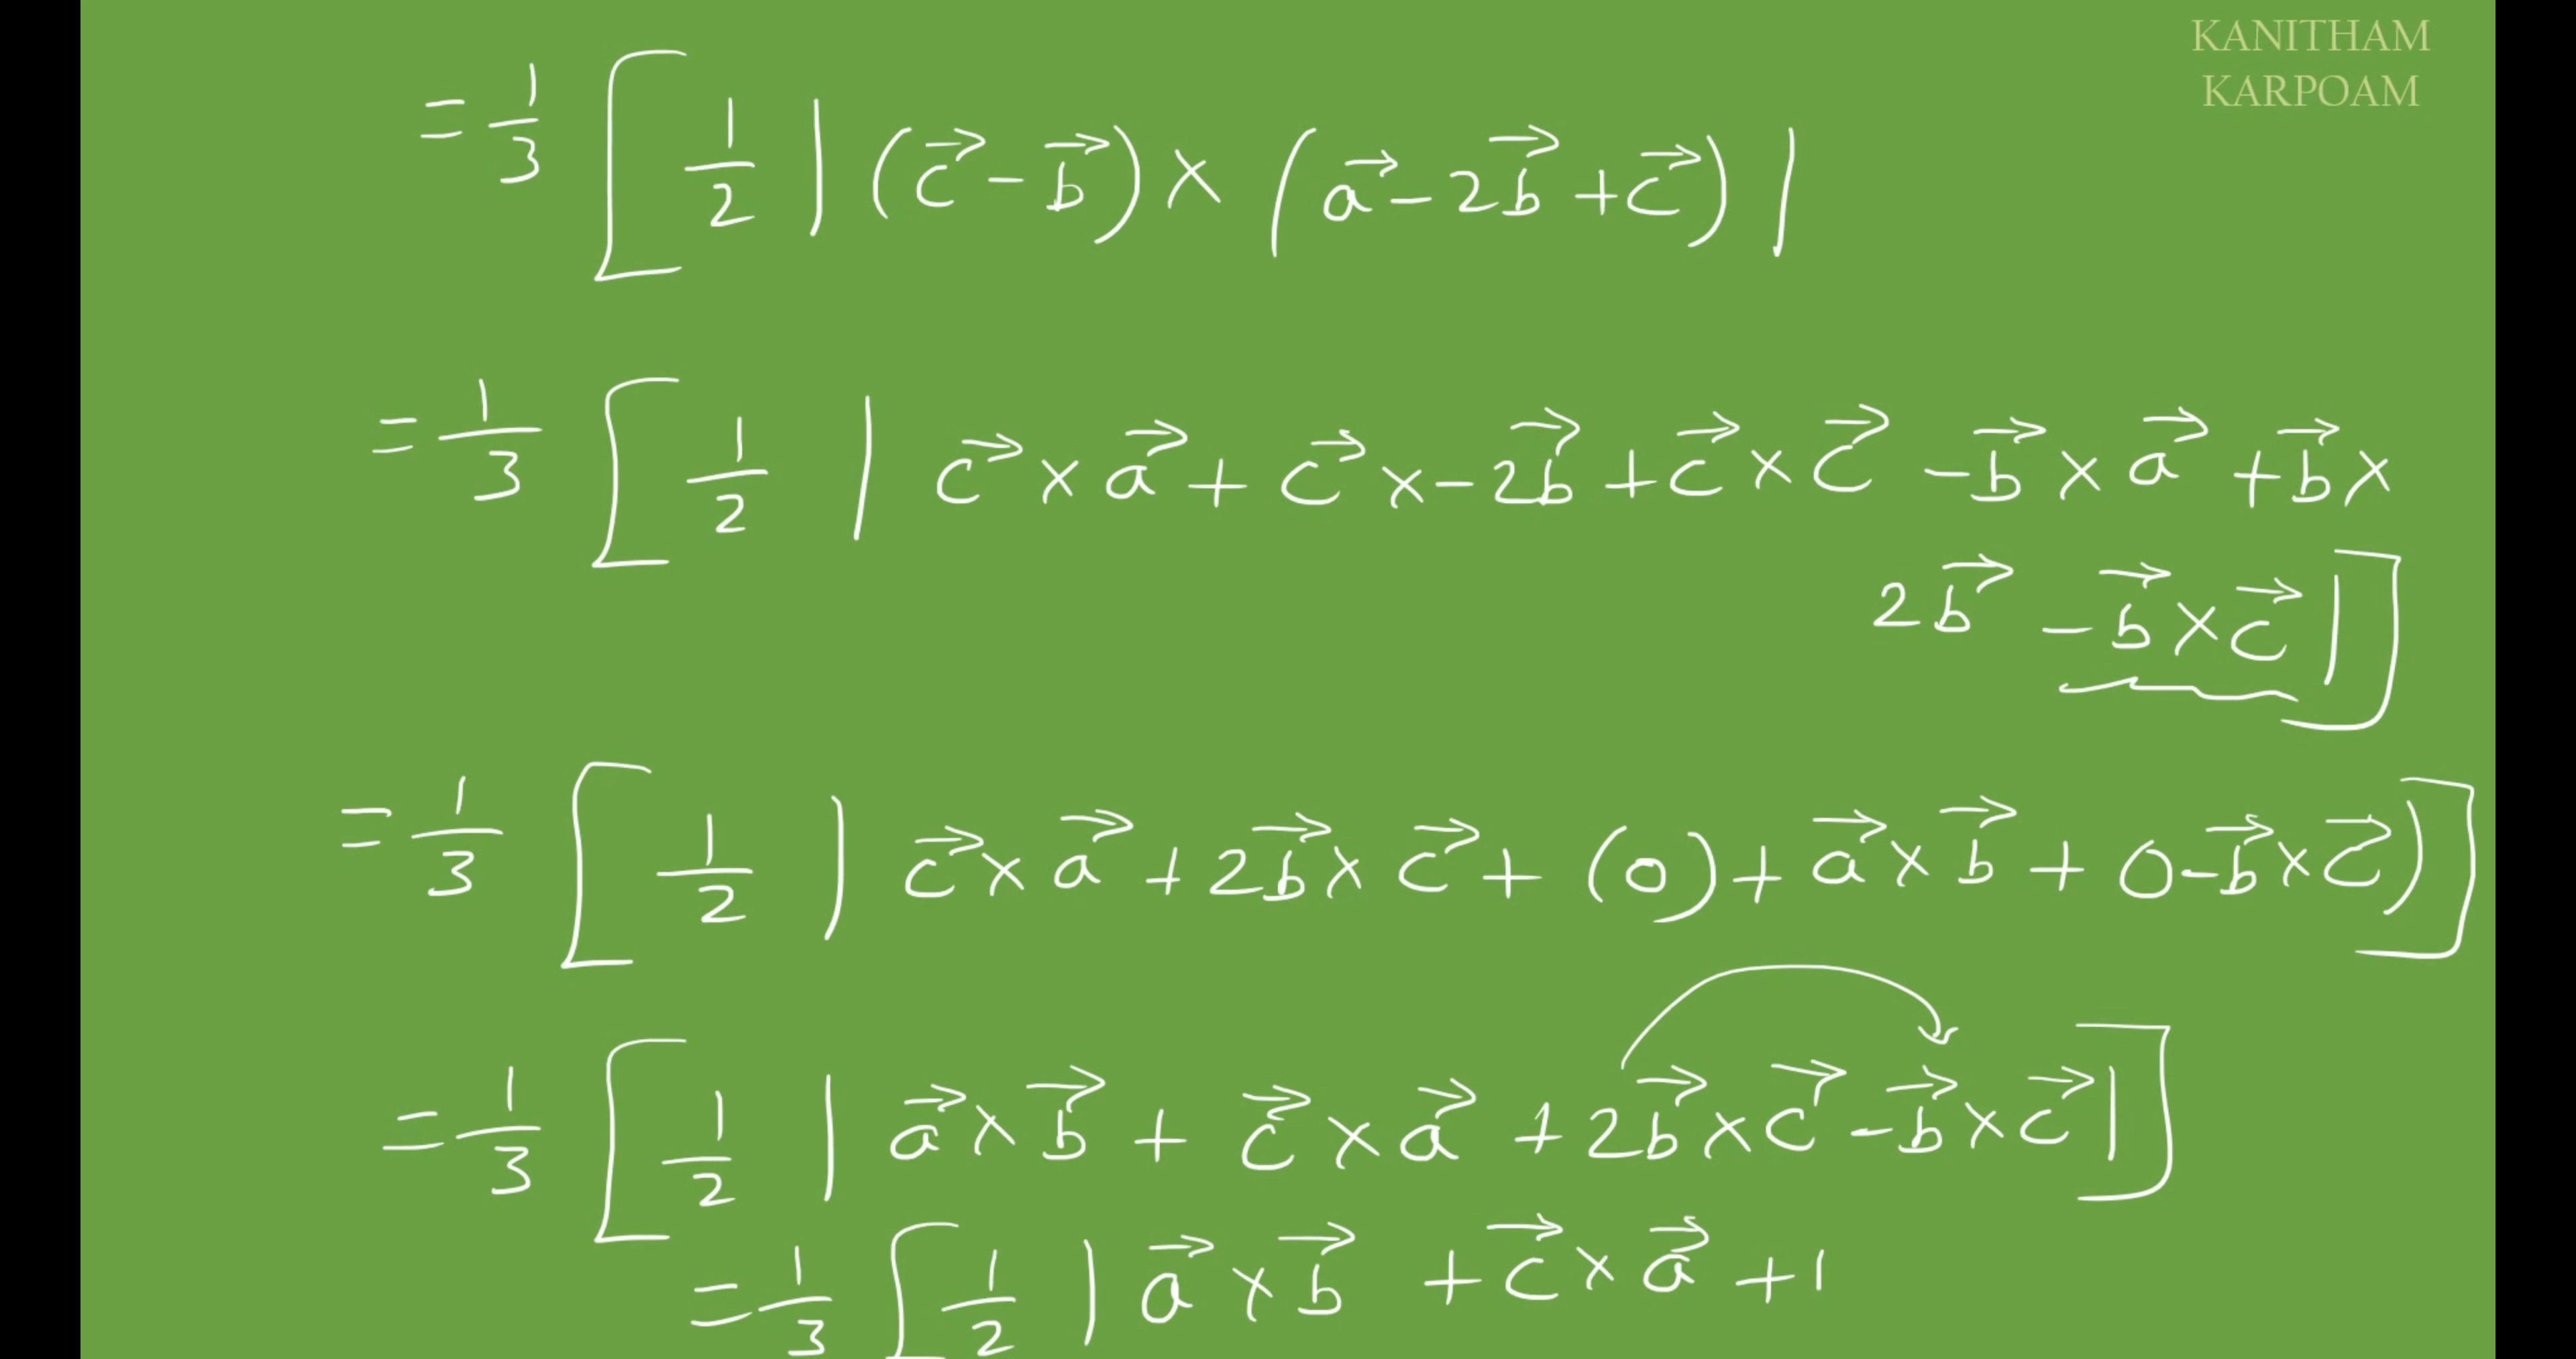 KANITHAM
KARPOAM
= 1/3 [ 1/2 | (c⃗ - b⃗) × (a⃗ - 2b⃗ + c⃗) |
= 1/3 [ 1/2 | c⃗ × a⃗ + c⃗ × - 2b⃗ + c⃗ × c⃗ - b⃗ × a⃗ + b⃗ ×
2b⃗ - b⃗ × c⃗ | ]
= 1/3 [ 1/2 | c⃗ × a⃗ + 2b⃗ × c⃗ + (0) + a⃗ × b⃗ + 0 - b⃗ × c⃗ ) ]
= 1/3 [ 1/2 | a⃗ × b⃗ + c⃗ × a⃗ + 2b⃗ × c⃗ - b⃗ × c⃗ | ]
= 1/3 [ 1/2 | a⃗ × b⃗ + c⃗ × a⃗ + 1